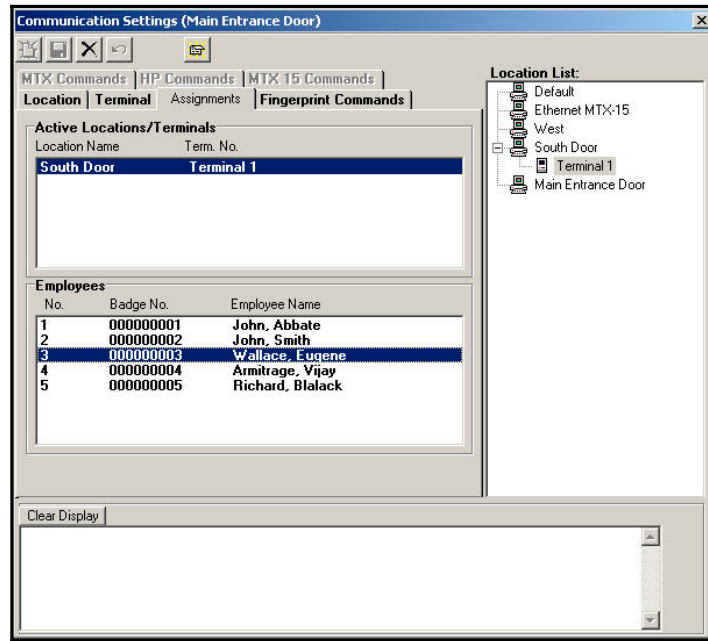 Communication Settings (Main Entrance Door)
MTX Commands HP Commands MTX 15 Commands
Location Terminal Assignments Fingerprint Commands
Active Locations/Terminals
Location Name Term. No.
South Door Terminal 1
Employees
No. Badge No. Employee Name
1 000000001 John, Abbate
2 000000002 John, Smith
3 000000003 Wallace, Eugene
4 000000004 Armitrage, Vijay
5 000000005 Richard, Blalack
Location List:
Default
Ethernet MTX-15
West
South Door
Terminal 1
Main Entrance Door
Clear Display